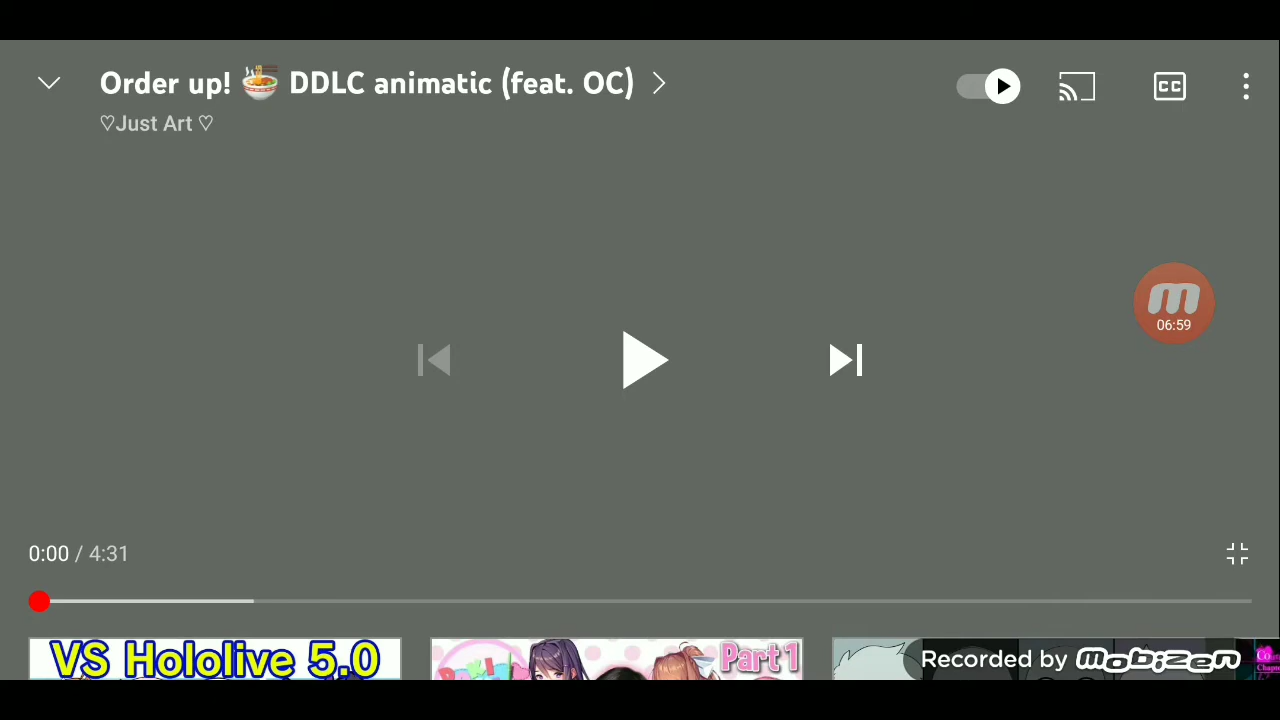 Order up! 🍜 DDLC animatic (feat. OC)
♡Just Art ♡
CC
m
06:59
0:00 / 4:31
VS Hololive 5.0
Part 1
Recorded by mobizen